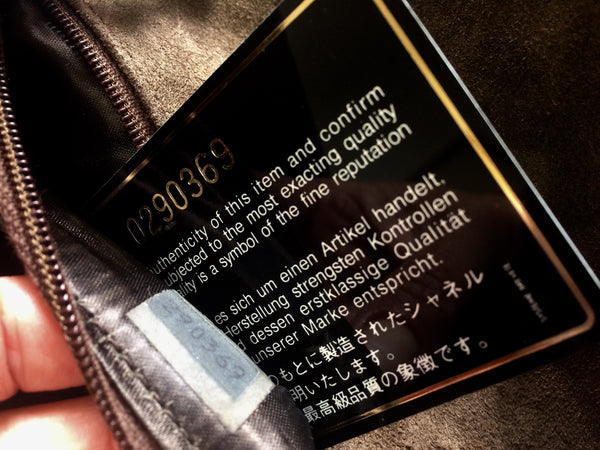 0290369
authenticity of this item and confirm
subjected to the most exacting quality
is a symbol of the fine reputation
es sich um einen Artikel handelt,
Herstellung strengsten Kontrollen
dessen erstklassige Qualität
unserer Marke entspricht.
のもとに製造されたシャネル
明いたします。
最高級品質の象徴です。